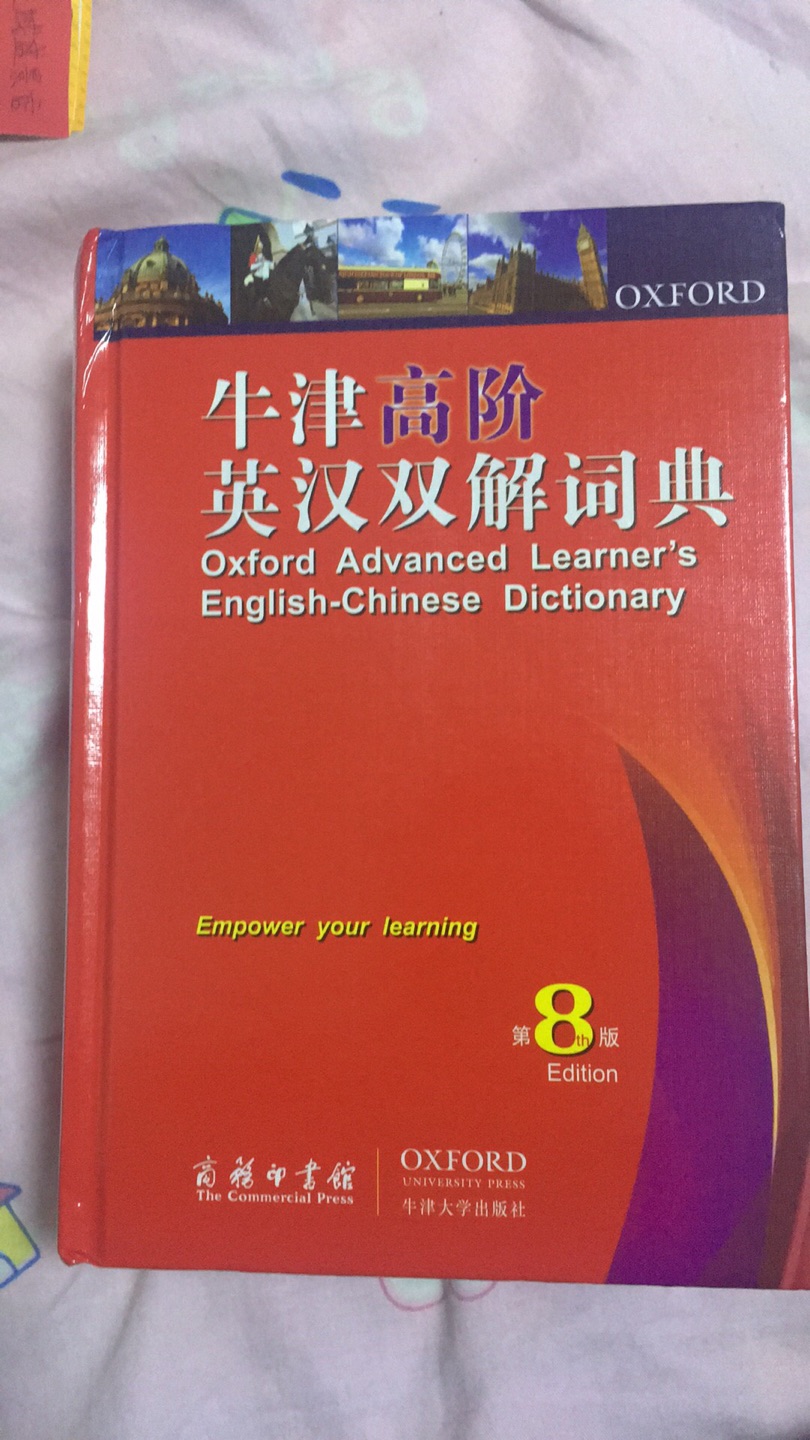 OXFORD
牛津高阶
英汉双解词典
Oxford Advanced Learner's
English-Chinese Dictionary
Empower your learning
第8th版
Edition
商務印書館
The Commercial Press
OXFORD
UNIVERSITY PRESS
牛津大学出版社